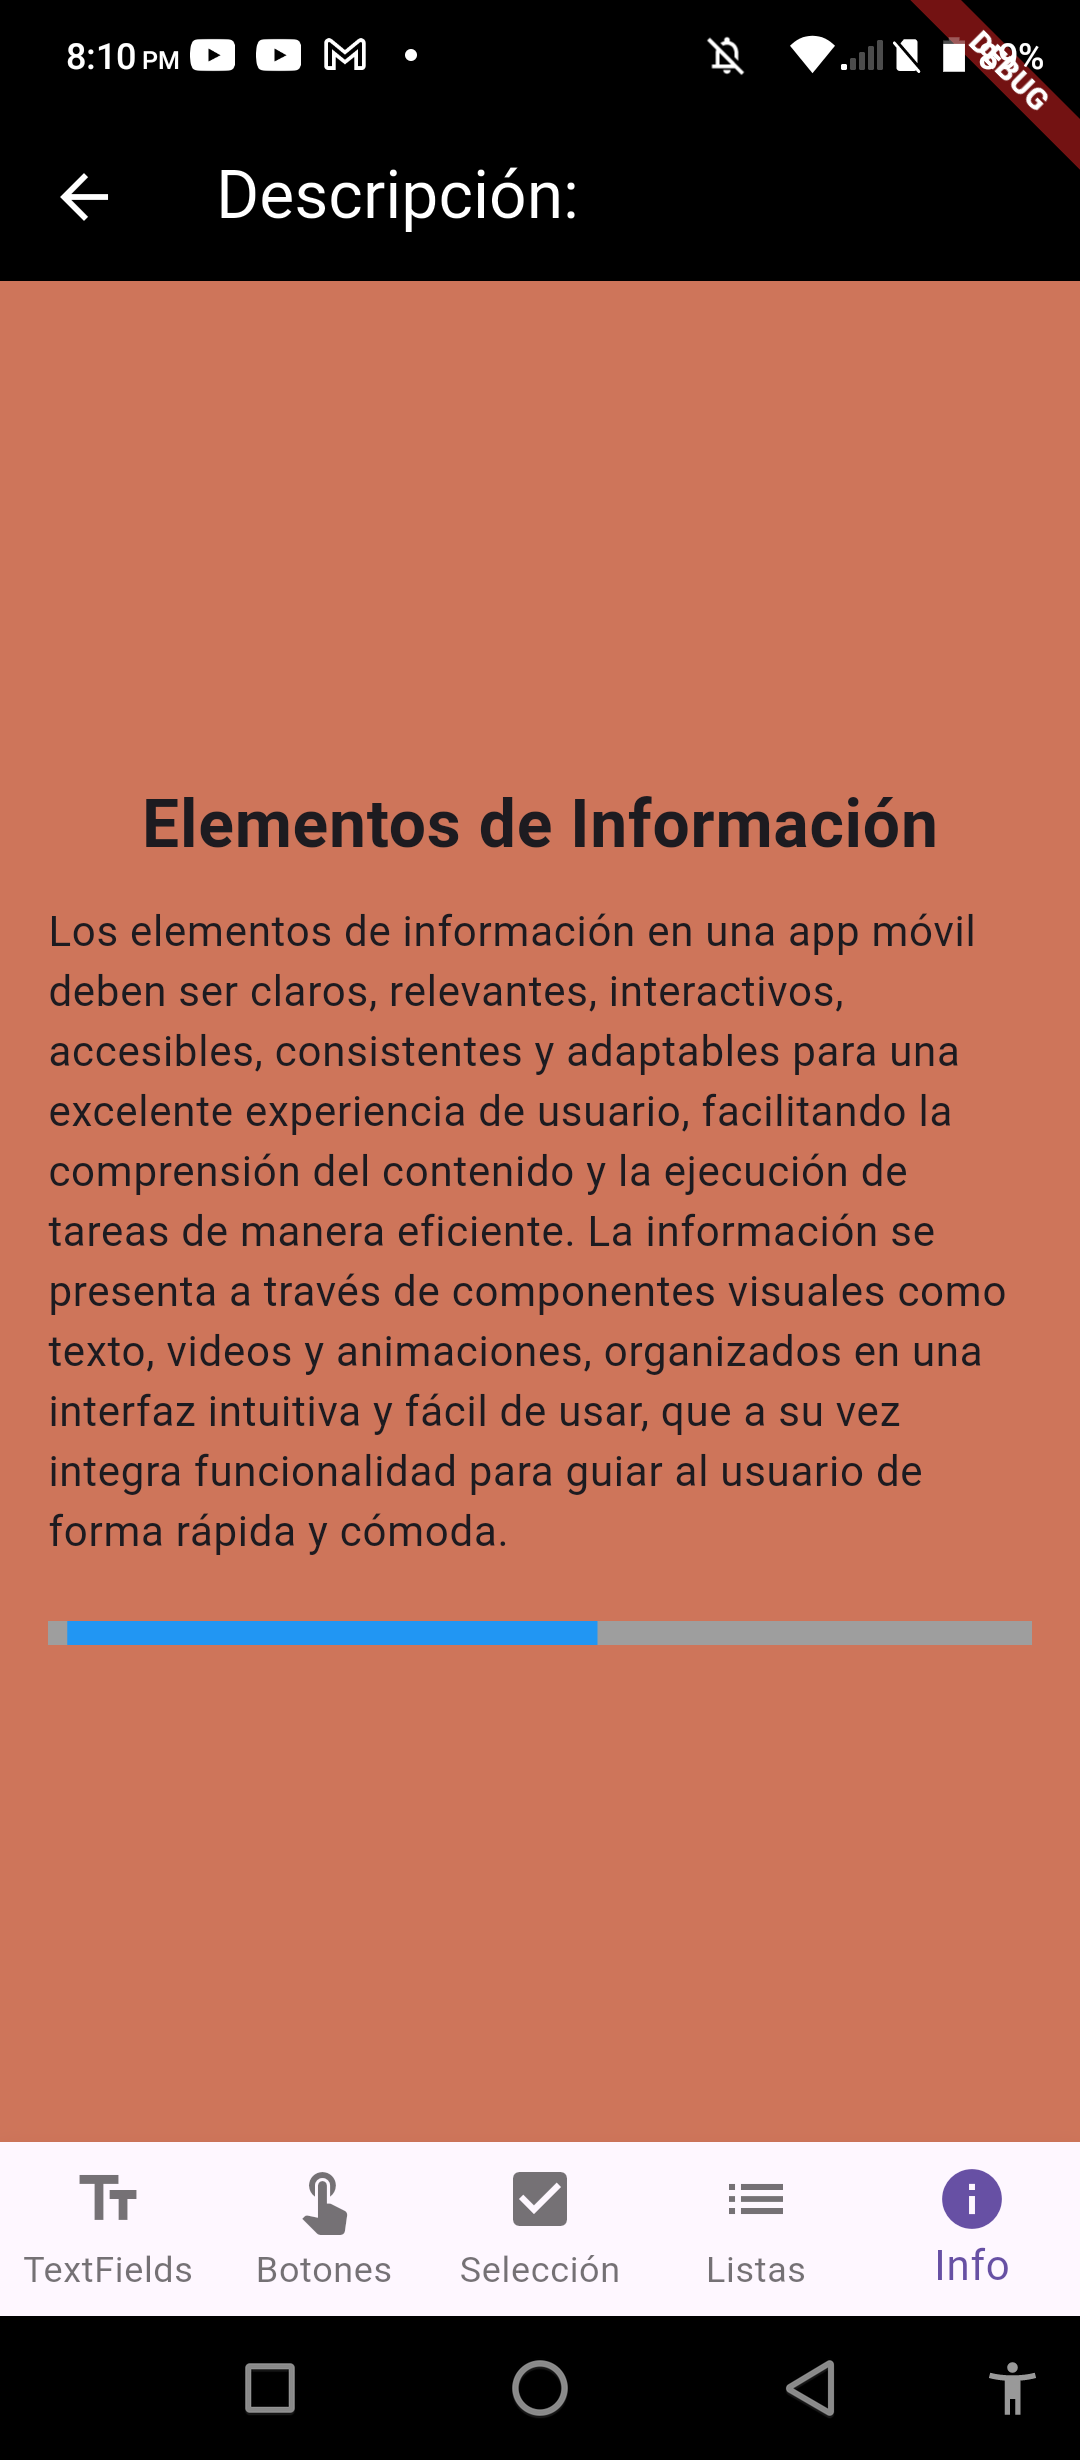 8:10 PM
DEBUG
Descripción:
Elementos de Información
Los elementos de información en una app móvil
deben ser claros, relevantes, interactivos,
accesibles, consistentes y adaptables para una
excelente experiencia de usuario, facilitando la
comprensión del contenido y la ejecución de
tareas de manera eficiente. La información se
presenta a través de componentes visuales como
texto, videos y animaciones, organizados en una
interfaz intuitiva y fácil de usar, que a su vez
integra funcionalidad para guiar al usuario de
forma rápida y cómoda.
TextFields
Botones
Selección
Listas
Info